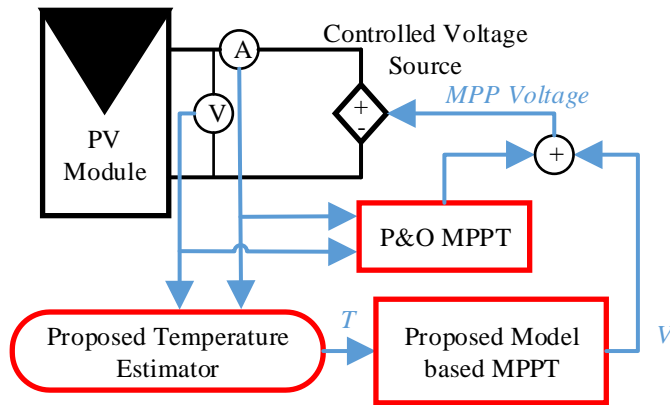 Controlled Voltage
Source
A
V
+
-
MPP Voltage
+
PV
Module
P&O MPPT
Proposed Temperature
Estimator
T
Proposed Model
based MPPT
V